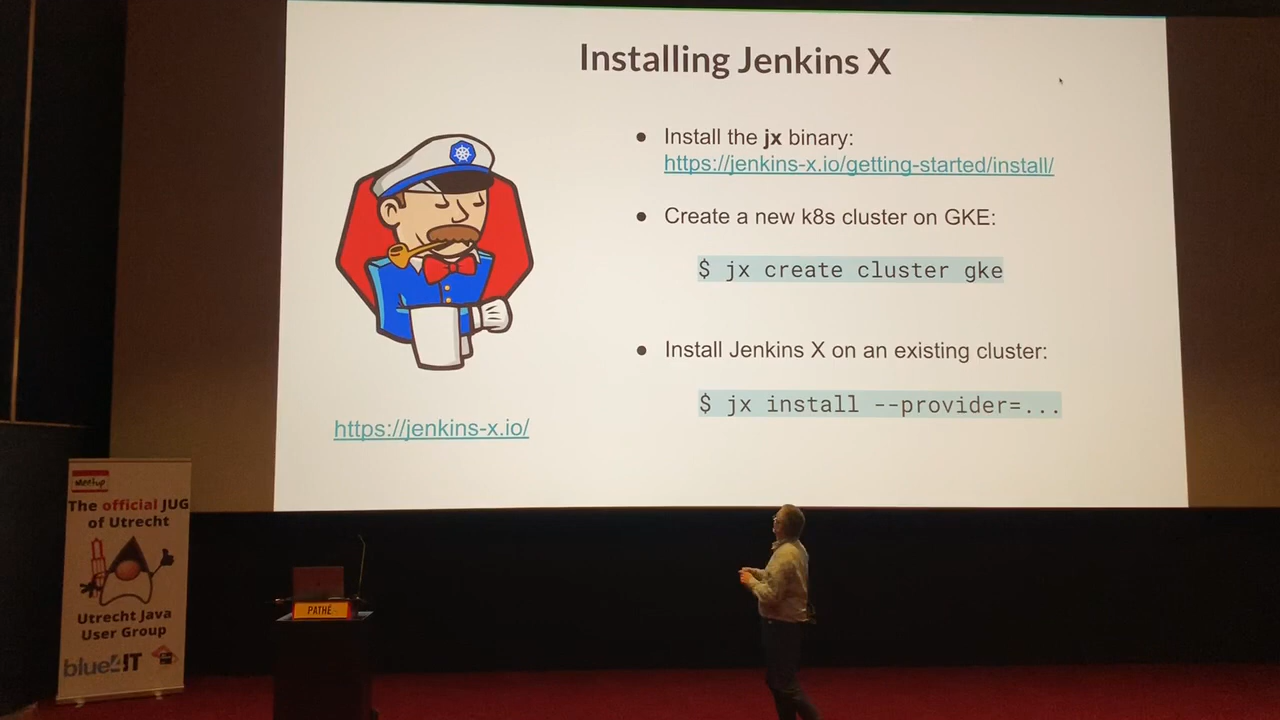 Installing Jenkins X
● Install the jx binary:
https://jenkins-x.io/getting-started/install/
● Create a new k8s cluster on GKE:
$ jx create cluster gke
● Install Jenkins X on an existing cluster:
$ jx install --provider=...
https://jenkins-x.io/
Meetup
The official JUG
of Utrecht
Utrecht Java
User Group
blue4IT
PATHÉ